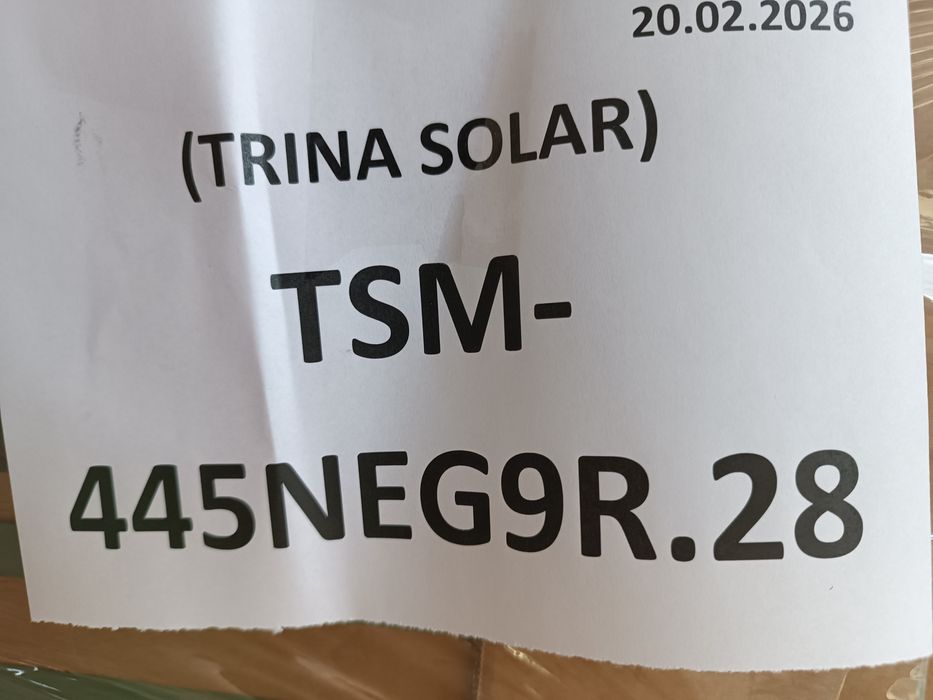 20.02.2026
(TRINA SOLAR)
TSM-
445NEG9R.28